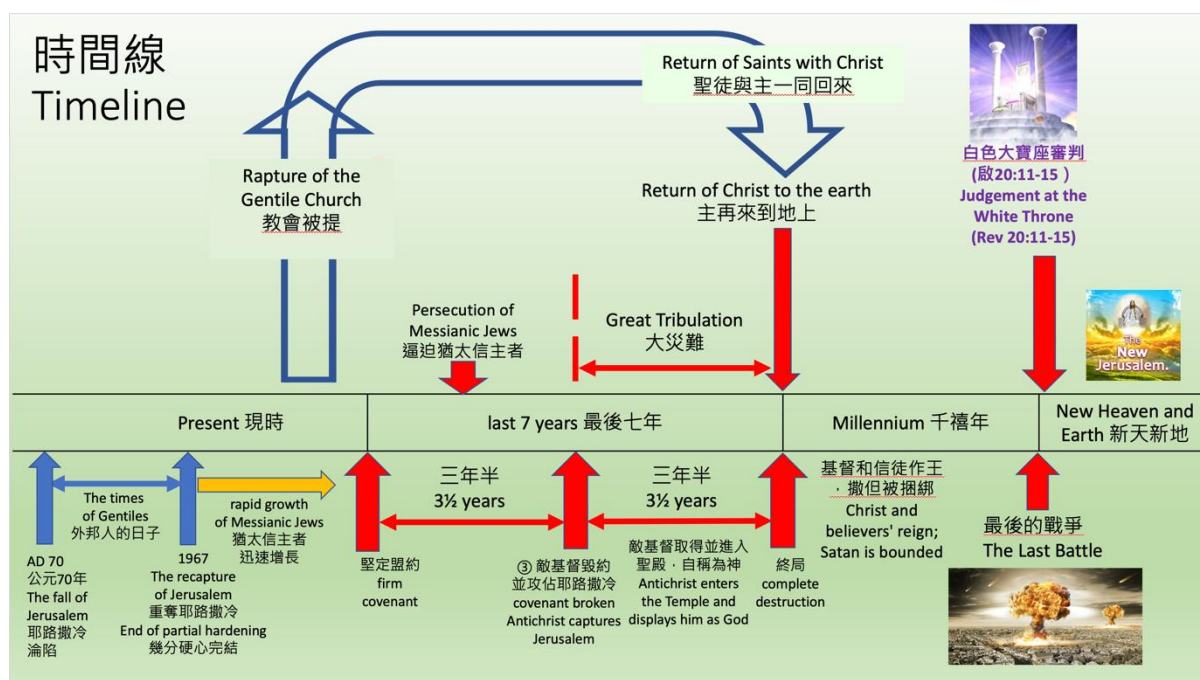 時間線
Timeline
Return of Saints with Christ
聖徒與主一同回來
Rapture of the
Gentile Church
教會被提
Return of Christ to the earth
主再來到地上
白色大寶座審判
(啟20:11-15 )
Judgement at the
White Throne
(Rev 20:11-15)
Persecution of
Messianic Jews
逼迫猶太信主者
Great Tribulation
大災難
The
New
Jerusalem.
Present 現時
last 7 years 最後七年
Millennium 千禧年
New Heaven and
Earth 新天新地
The times
of Gentiles
外邦人的日子
rapid growth
of Messianic Jews
猶太信主者
迅速增長
三年半
3½ years
三年半
3½ years
基督和信徒作王
，撒但被捆綁
Christ and
believers' reign;
Satan is bounded
最後的戰爭
The Last Battle
AD 70
公元70年
The fall of
Jerusalem
耶路撒冷
淪陷
1967
The recapture
of Jerusalem
重奪耶路撒冷
End of partial hardening
幾分硬心完結
堅定盟約
firm
covenant
③ 敵基督毀約
並攻佔耶路撒冷
covenant broken
Antichrist captures
Jerusalem
敵基督取得並進入
聖殿，自稱為神
Antichrist enters
the Temple and
displays him as God
終局
complete
destruction